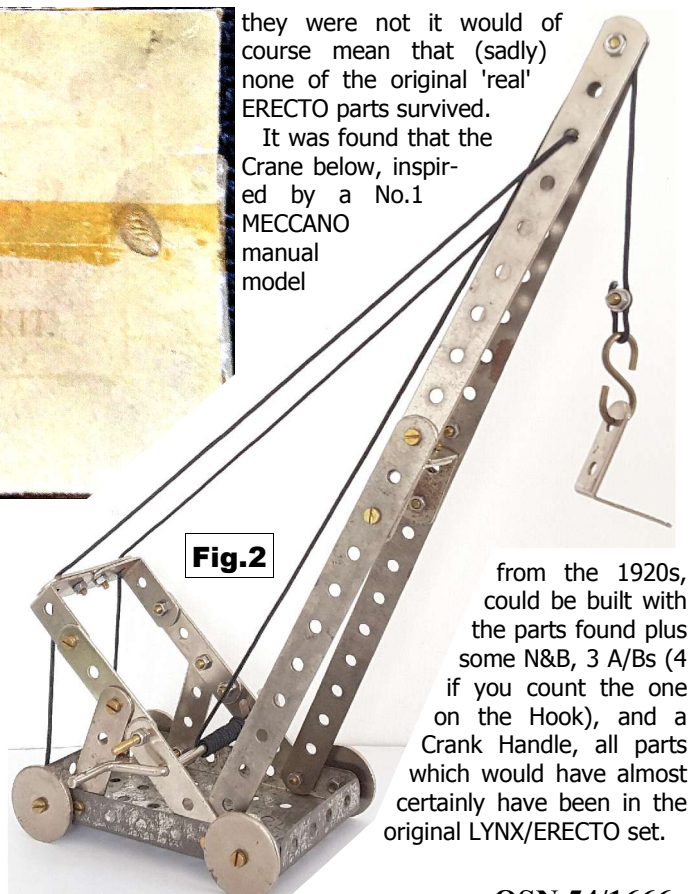 they were not it would of
course mean that (sadly)
none of the original 'real'
ERECTO parts survived.
It was found that the
Crane below, inspir-
ed by a No.1
MECCANO
manual
model
KIT.
Fig.2
from the 1920s,
could be built with
the parts found plus
some N&B, 3 A/Bs (4
if you count the one
on the Hook), and a
Crank Handle, all parts
which would have almost
certainly have been in the
original LYNX/ERECTO set.